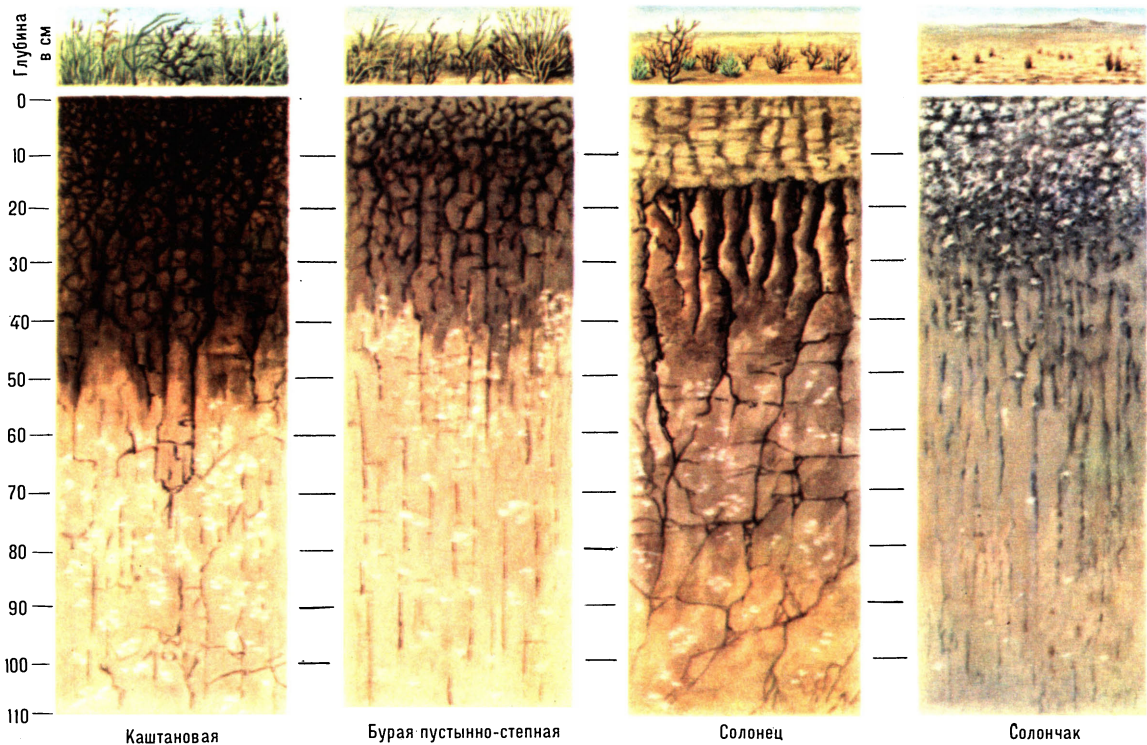 Глубина
в см
0
10
20
30
40
50
60
70
80
90
100
110
Каштановая
Бурая пустынно-степная
Солонец
Солончак